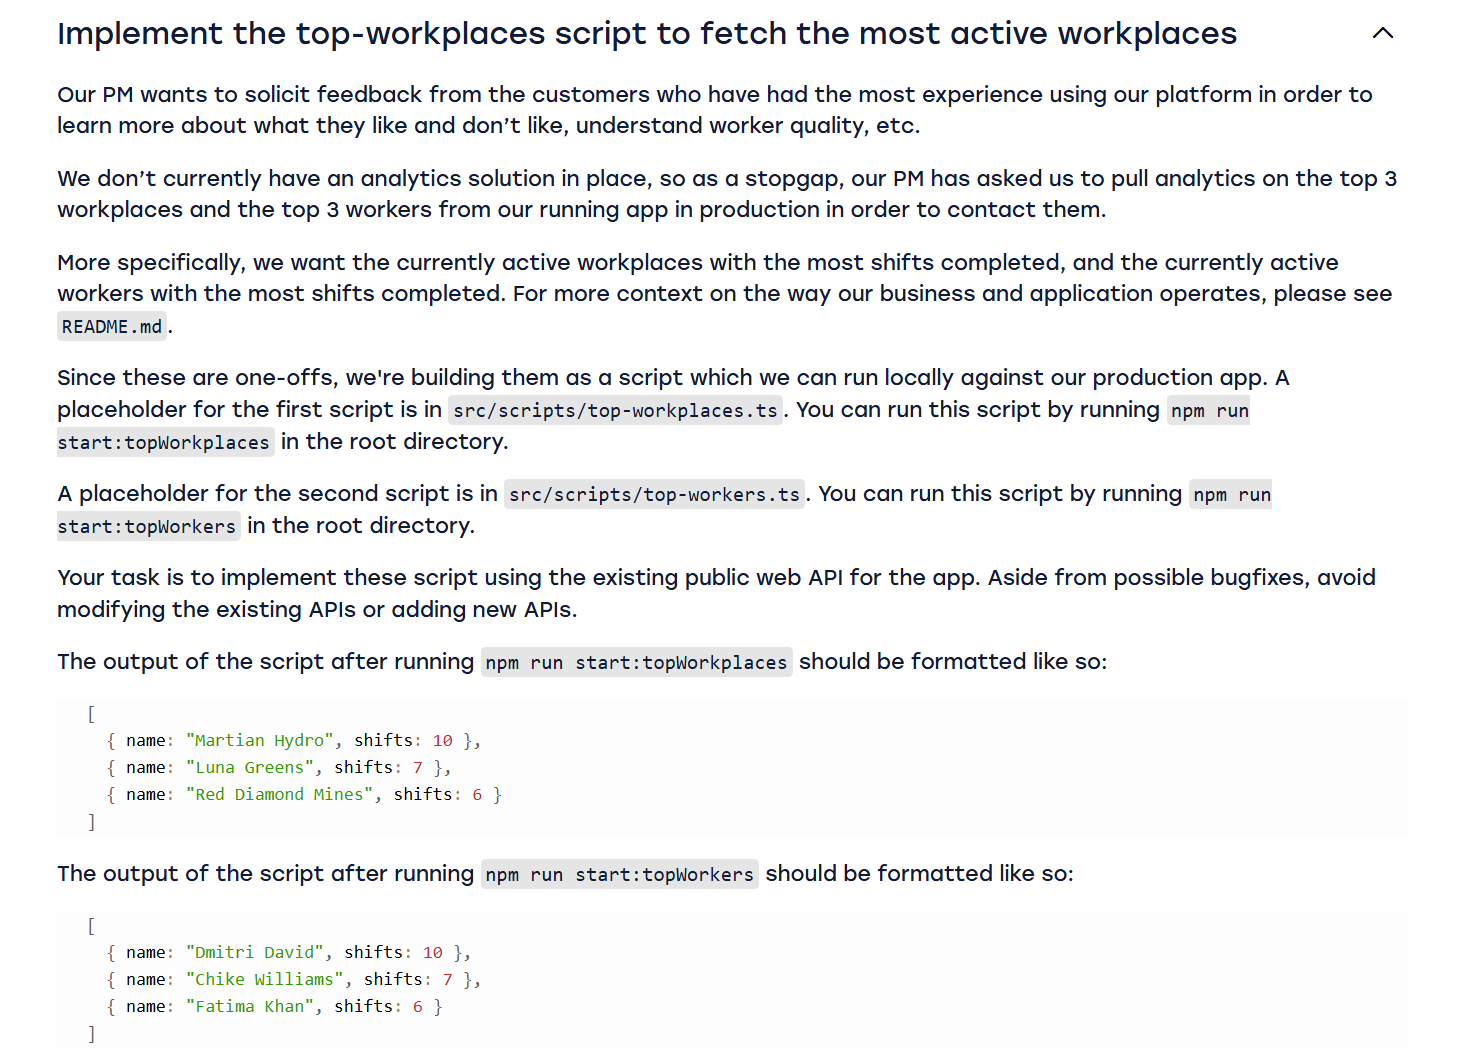 Implement the top-workplaces script to fetch the most active workplaces
Our PM wants to solicit feedback from the customers who have had the most experience using our platform in order to
learn more about what they like and don’t like, understand worker quality, etc.
We don’t currently have an analytics solution in place, so as a stopgap, our PM has asked us to pull analytics on the top 3
workplaces and the top 3 workers from our running app in production in order to contact them.
More specifically, we want the currently active workplaces with the most shifts completed, and the currently active
workers with the most shifts completed. For more context on the way our business and application operates, please see
README.md.
Since these are one-offs, we're building them as a script which we can run locally against our production app. A
placeholder for the first script is in src/scripts/top-workplaces.ts. You can run this script by running npm run
start:topWorkplaces in the root directory.
A placeholder for the second script is in src/scripts/top-workers.ts. You can run this script by running npm run
start:topWorkers in the root directory.
Your task is to implement these script using the existing public web API for the app. Aside from possible bugfixes, avoid
modifying the existing APIs or adding new APIs.
The output of the script after running npm run start:topWorkplaces should be formatted like so:
[
  { name: "Martian Hydro", shifts: 10 },
  { name: "Luna Greens", shifts: 7 },
  { name: "Red Diamond Mines", shifts: 6 }
]
The output of the script after running npm run start:topWorkers should be formatted like so:
[
  { name: "Dmitri David", shifts: 10 },
  { name: "Chike Williams", shifts: 7 },
  { name: "Fatima Khan", shifts: 6 }
]